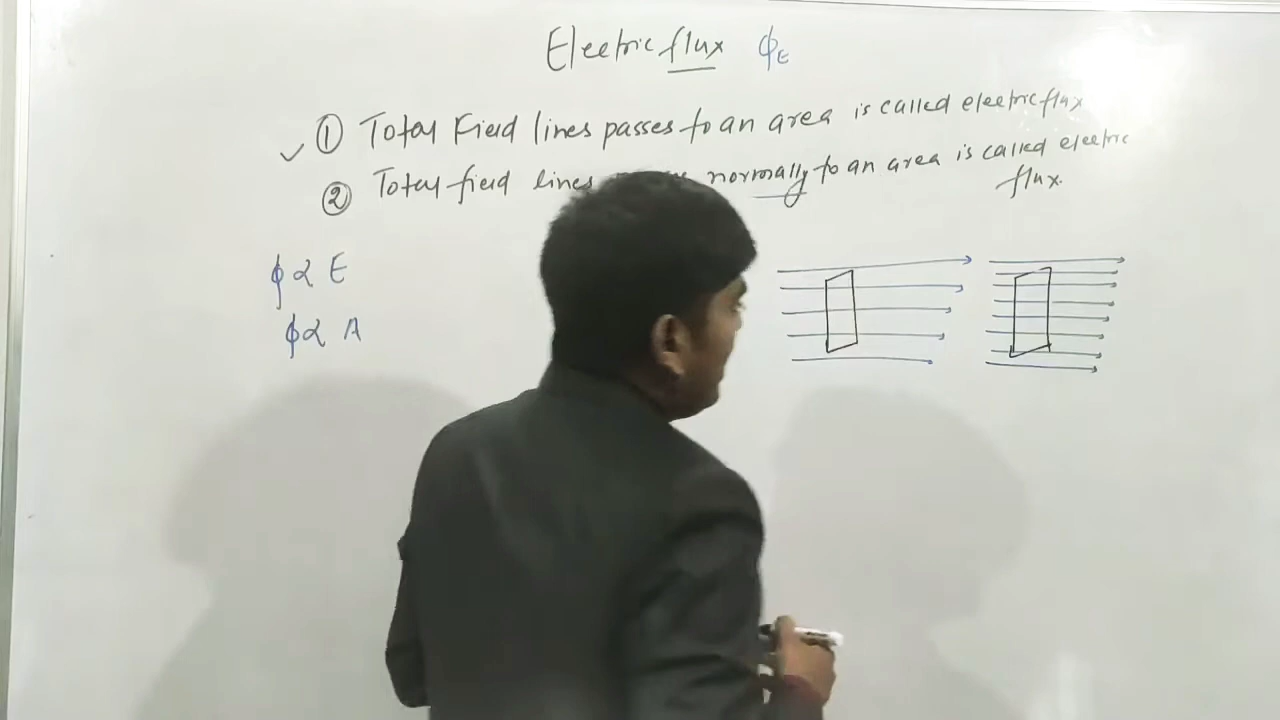 Electric flux ϕE
① Total Field lines passes to an area is called electric flux
② Total field lines normally to an area is called electric
flux.
ϕ ∝ E
ϕ ∝ A